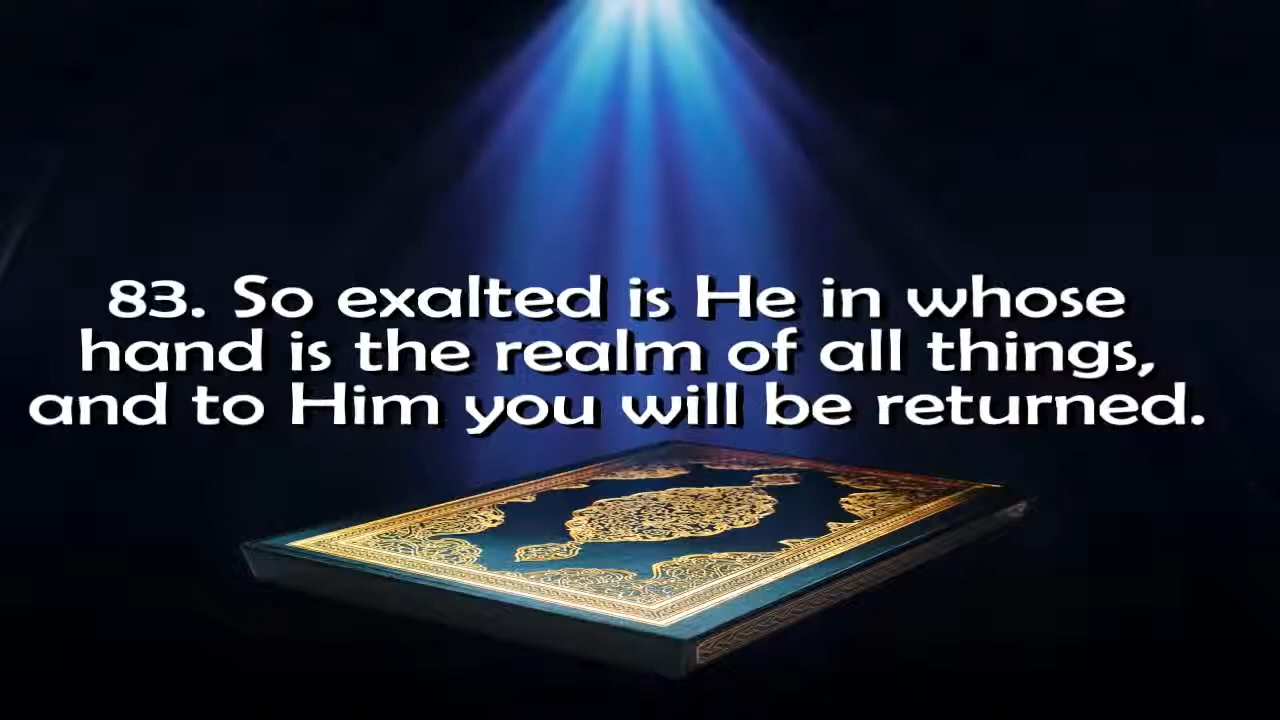 83. So exalted is He in whose
hand is the realm of all things,
and to Him you will be returned.